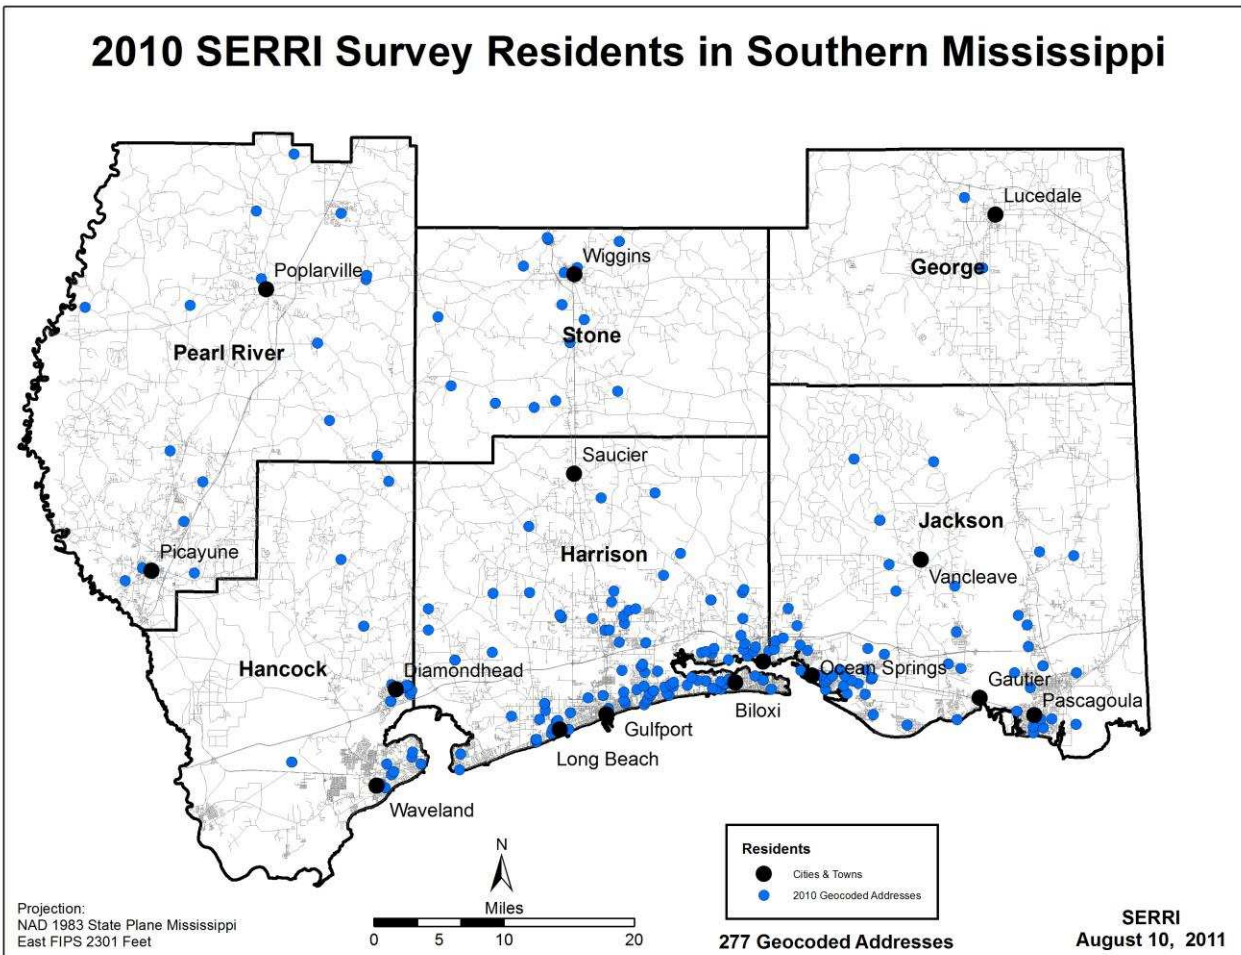 2010 SERRI Survey Residents in Southern Mississippi
Lucedale
Wiggins
George
Poplarville
Stone
Pearl River
Saucier
Jackson
Picayune
Harrison
Vancleave
Hancock
Diamondhead
Ocean Springs
Gautier
Pascagoula
Biloxi
Gulfport
Long Beach
Waveland
N
Residents
Cities & Towns
2010 Geocoded Addresses
Miles
0 5 10 20
277 Geocoded Addresses
Projection:
NAD 1983 State Plane Mississippi
East FIPS 2301 Feet
SERRI
August 10, 2011